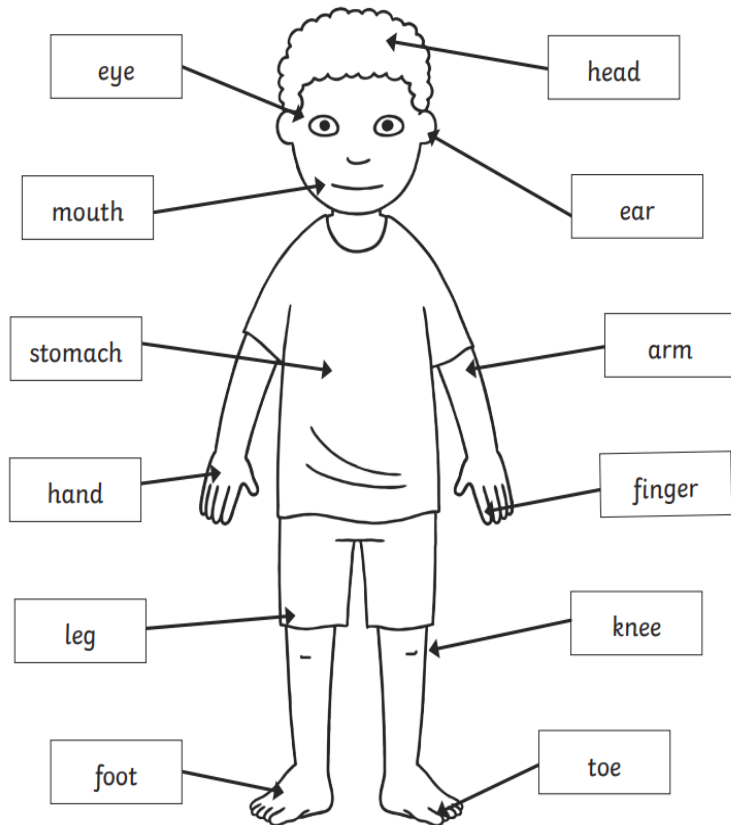 eye
head
mouth
ear
stomach
arm
hand
finger
leg
knee
foot
toe